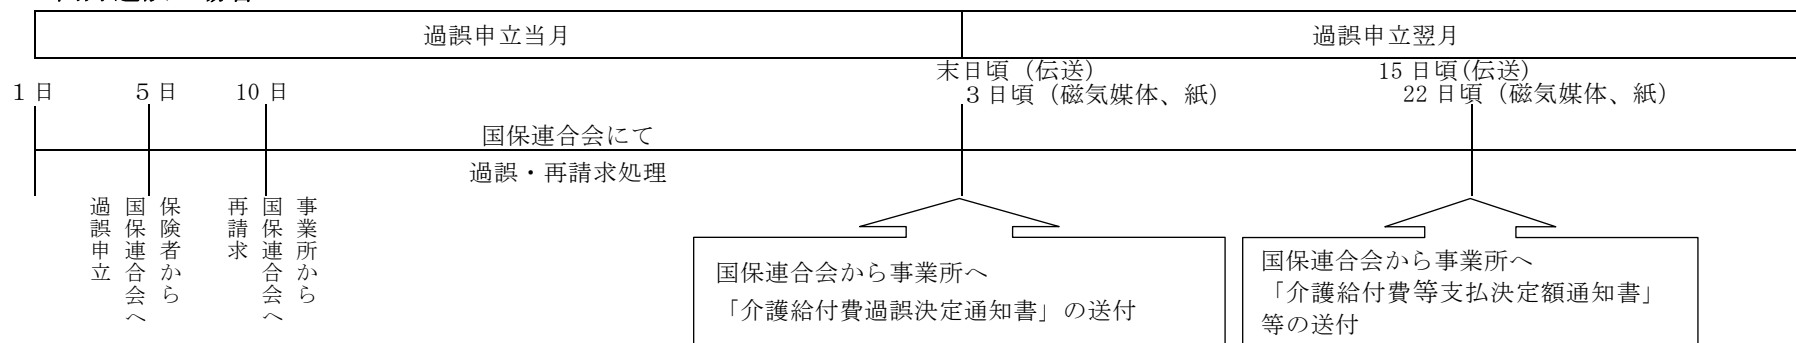 過誤申立当月
過誤申立翌月
末日頃（伝送）
15 日頃(伝送)
１日
５日
10 日
３日頃（磁気媒体、紙）
22 日頃（磁気媒体、紙）
国保連合会にて
過誤・再請求処理
保険者から
国保連合会へ
過誤申立
事業所から
国保連合会へ
再請求
国保連合会から事業所へ
「介護給付費過誤決定通知書」の送付
国保連合会から事業所へ
「介護給付費等支払決定額通知書」
等の送付